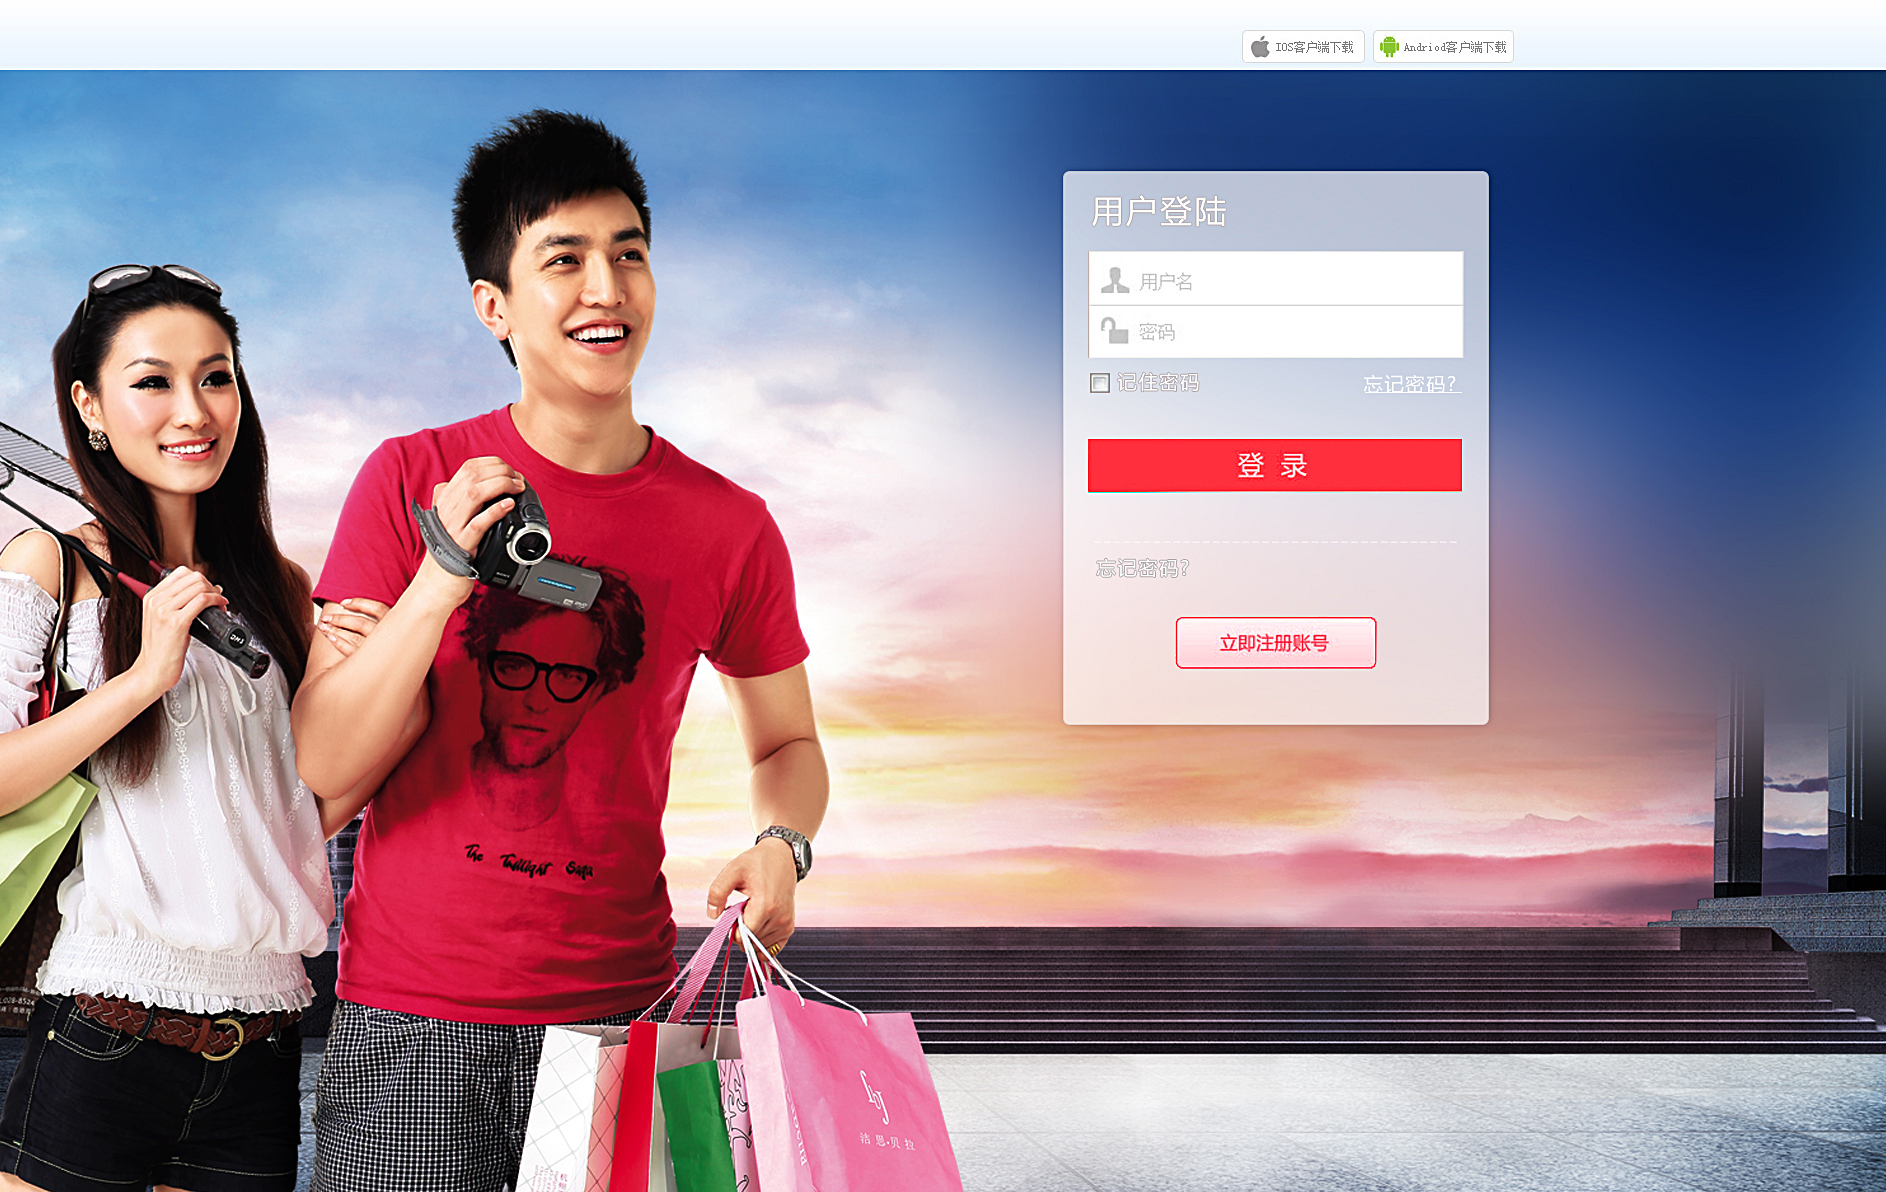 IOS客户端下载
Andriod客户端下载
用户登陆
用户名
密码
记住密码
忘记密码?
登 录
忘记密码?
立即注册账号
The Twilight Saga
洁思·贝拉